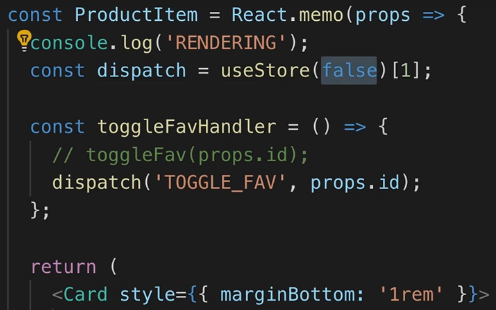 const ProductItem = React.memo(props => {
console.log('RENDERING');
const dispatch = useStore(false)[1];
const toggleFavHandler = () => {
// toggleFav(props.id);
dispatch('TOGGLE_FAV', props.id);
};
return (
<Card style={{ marginBottom: '1rem' }}>